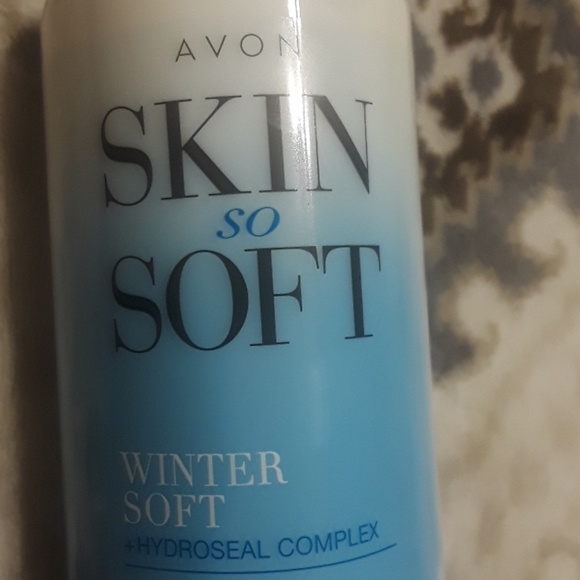 AVON
SKIN
so
SOFT
WINTER
SOFT
+HYDROSEAL COMPLEX